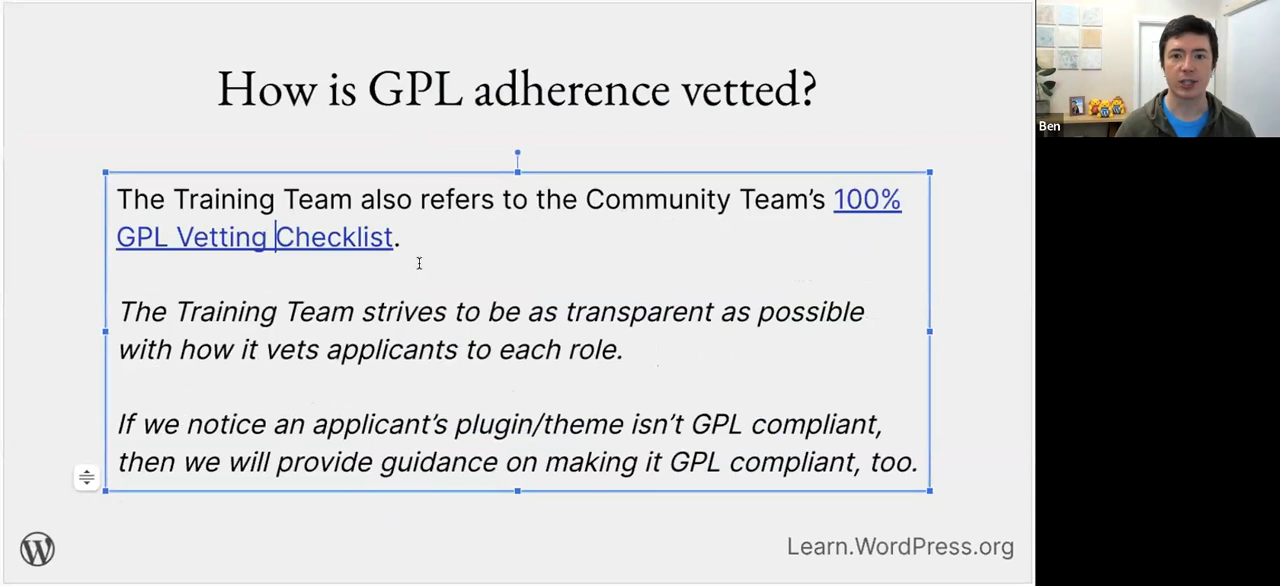 How is GPL adherence vetted?
The Training Team also refers to the Community Team’s 100%
GPL Vetting Checklist.
The Training Team strives to be as transparent as possible
with how it vets applicants to each role.
If we notice an applicant’s plugin/theme isn’t GPL compliant,
then we will provide guidance on making it GPL compliant, too.
Learn.WordPress.org
Ben